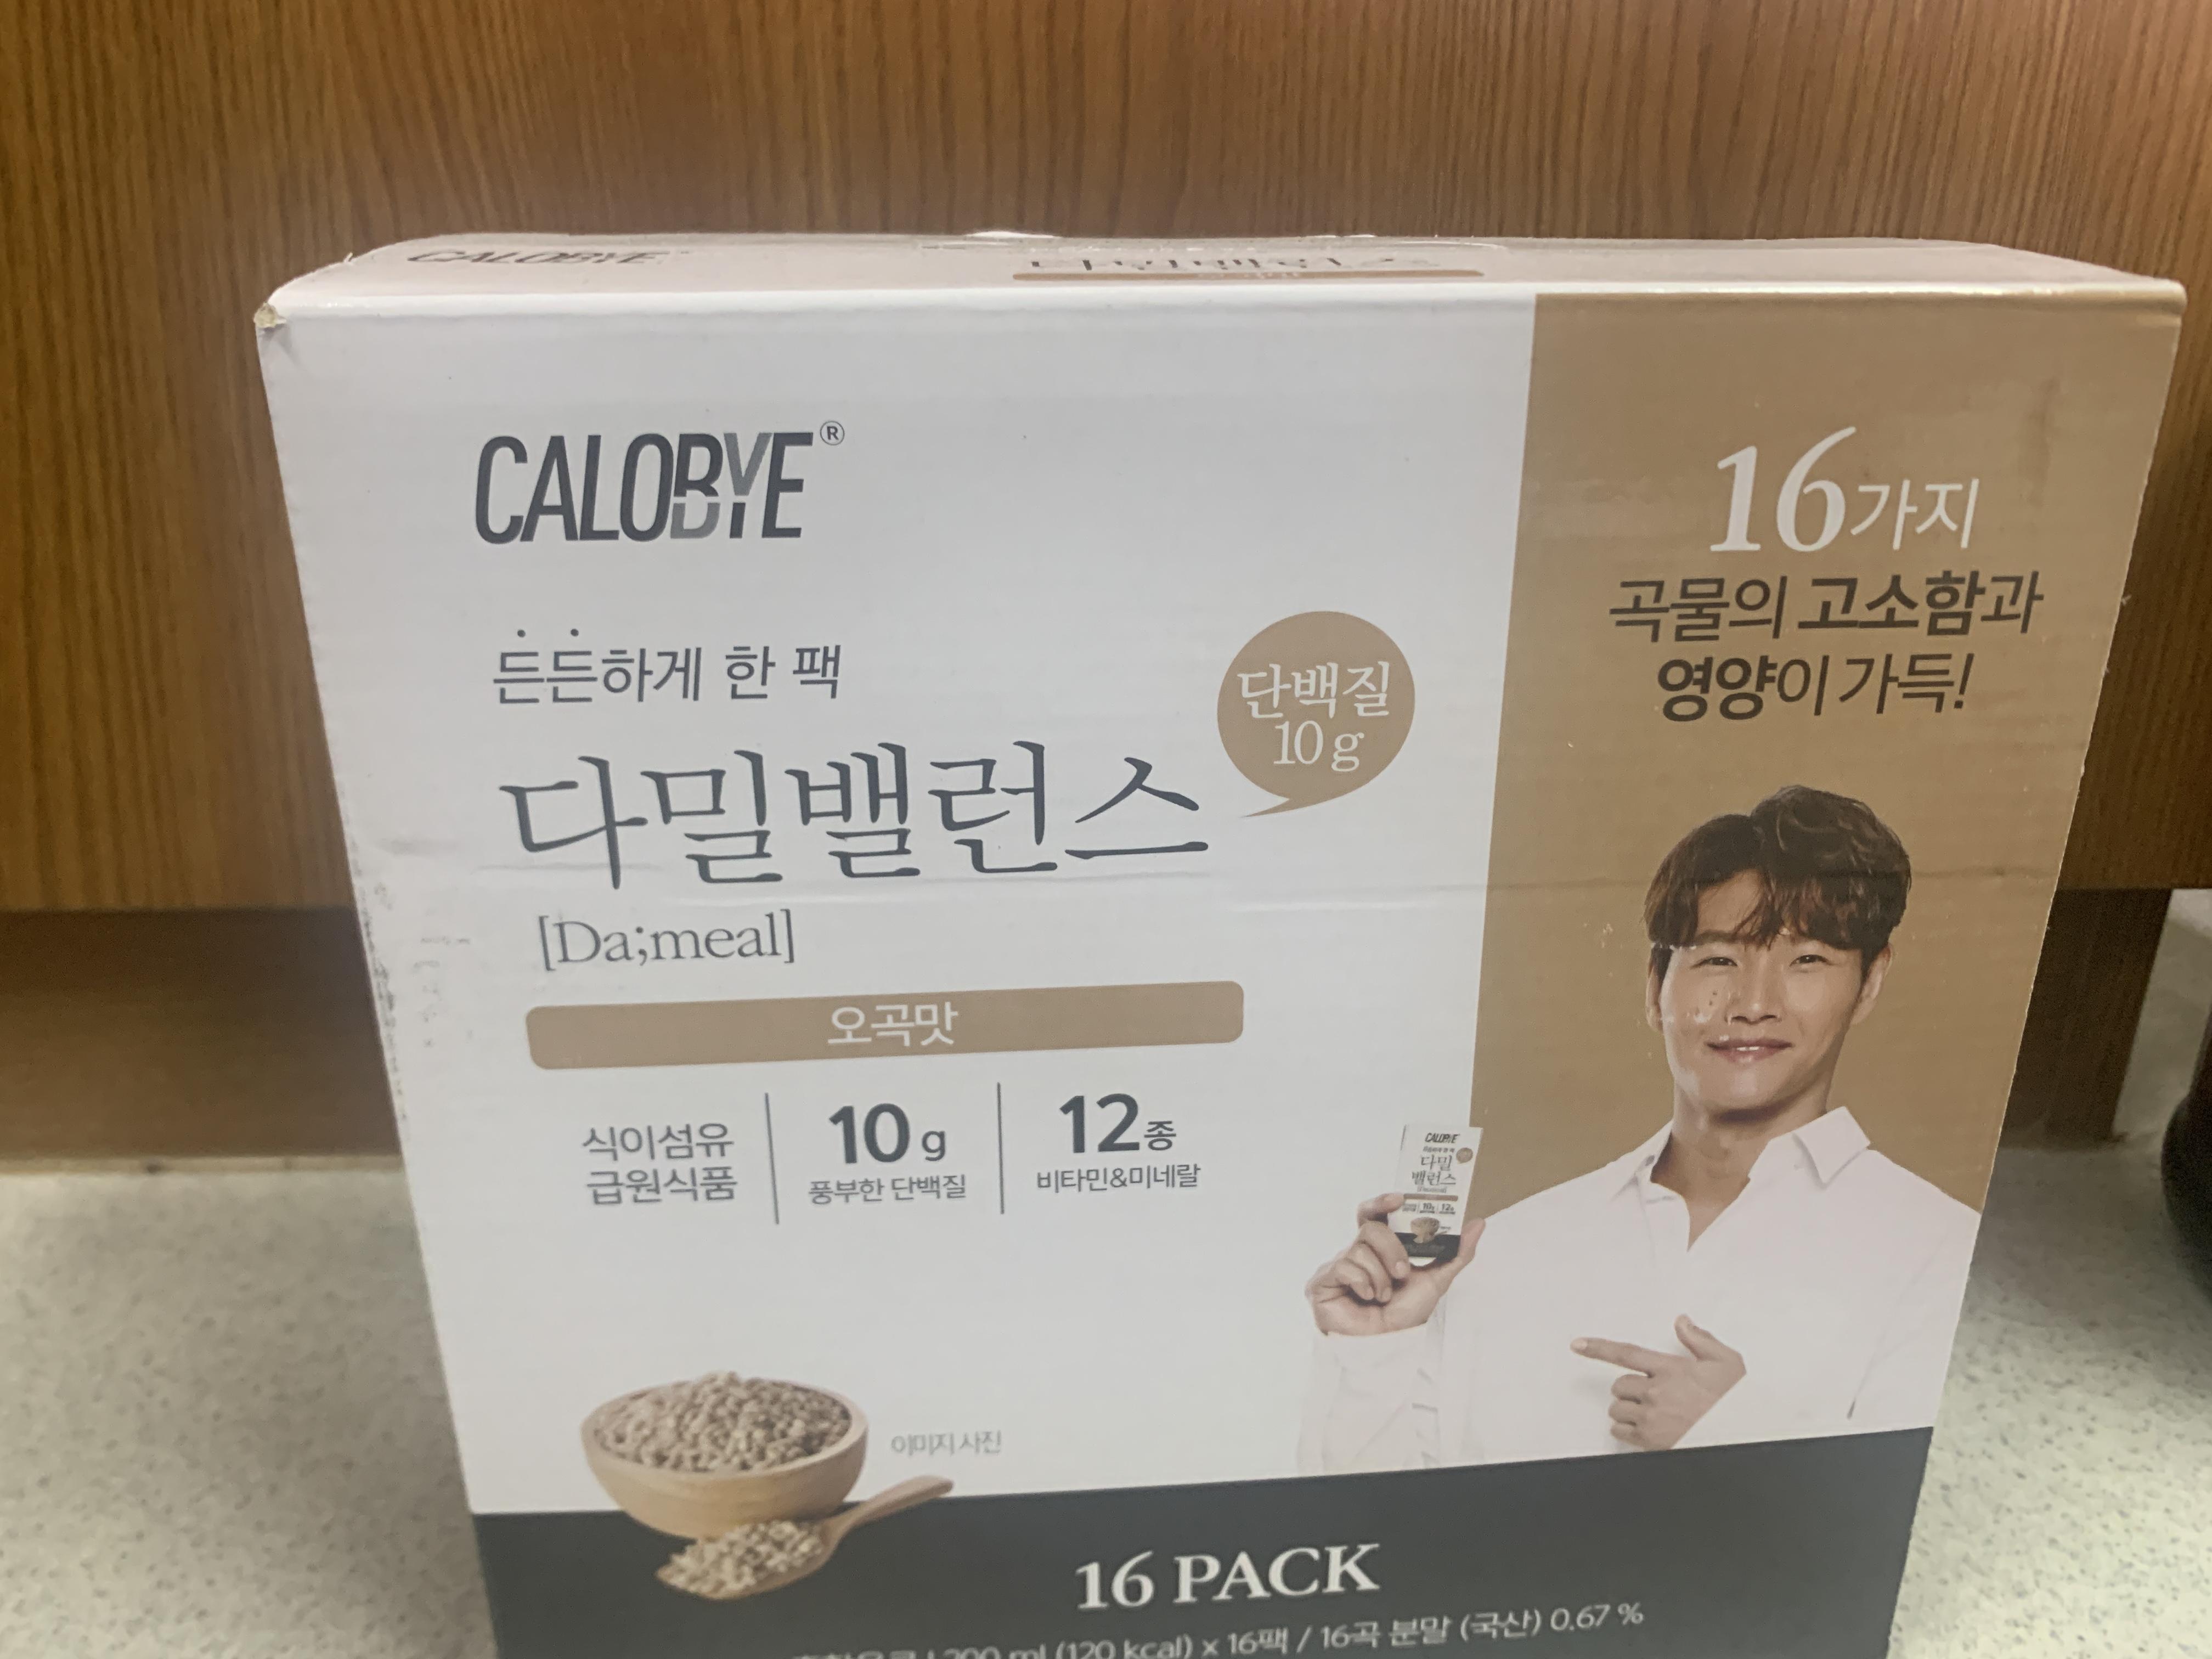 CALOBYE
CALOBYE®
든든하게 한 팩
다밀밸런스
단백질
10g
[Da;meal]
오곡맛
식이섬유
급원식품
10g
풍부한 단백질
12종
비타민&미네랄
이미지 사진
16가지
곡물의 고소함과
영양이 가득!
CALOBYE
다밀
밸런스
16 PACK
200 ml (120 kcal) x 16팩 / 16곡 분말 (국산) 0.67 %